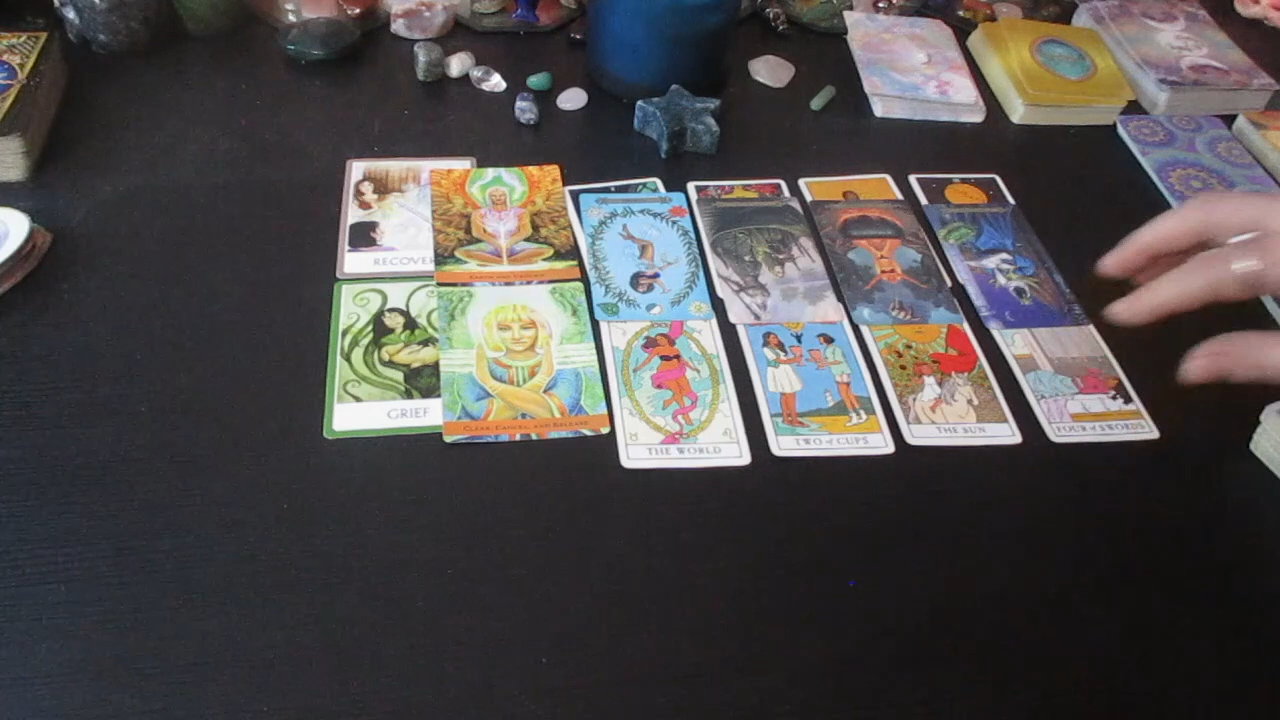 RECOVER
GRIEF
CLEAR, CANCEL, AND RELEASE
THE WORLD
TWO OF CUPS
THE SUN
FOUR of SWORDS